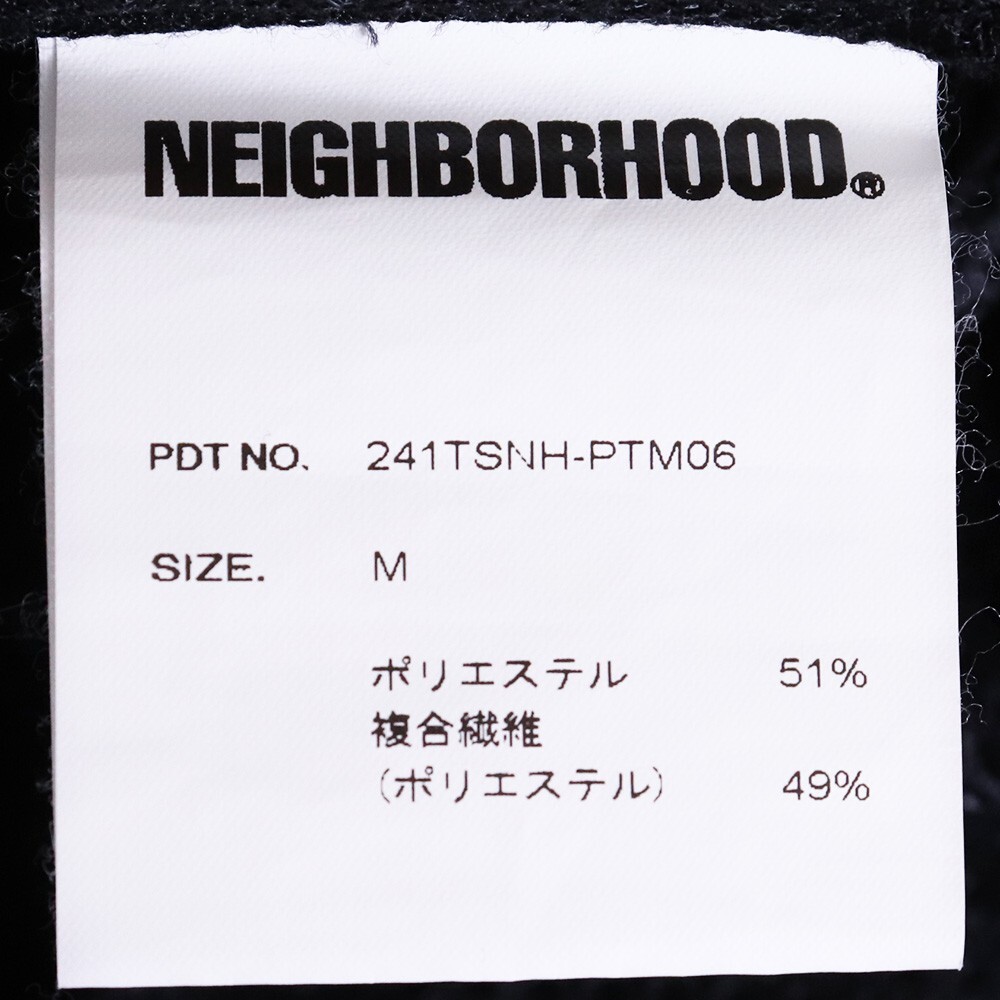 NEIGHBORHOOD®
PDT NO. 241TSNH-PTM06
SIZE. M
ポリエステル 51%
複合繊維
(ポリエステル) 49%